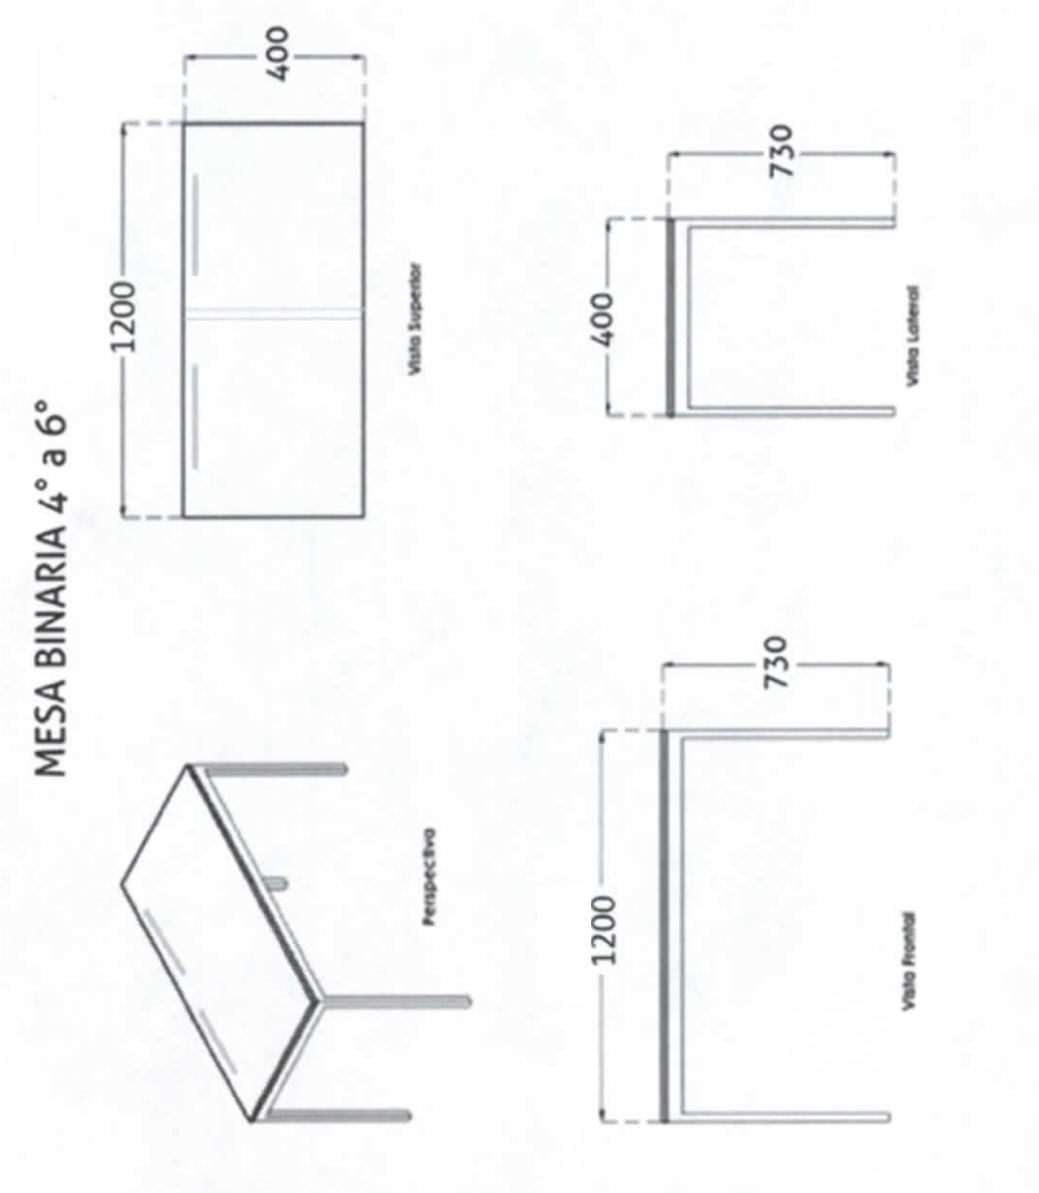 MESA BINARIA 4° a 6°
Perspectiva
1200
400
Vista Superior
1200
730
Vista Frontal
400
730
Vista Lateral